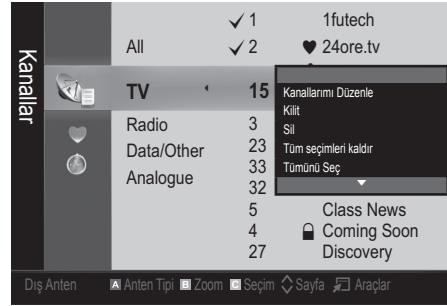 Kanallar
1 1futech
All 2 24ore.tv
TV 15
Kanallarımı Düzenle
Kilit
Sil
Tüm seçimleri kaldır
Tümünü Seç
Radio 3
Data/Other 23
Analogue 33
32
5 Class News
4 Coming Soon
27 Discovery
Dış Anten A Anten Tipi B Zoom C Seçim Sayfa Araçlar